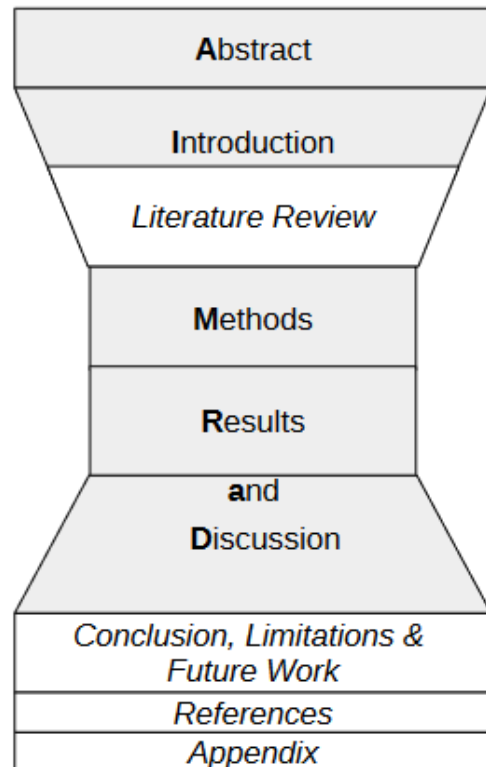 Abstract
Introduction
Literature Review
Methods
Results
and
Discussion
Conclusion, Limitations &
Future Work
References
Appendix